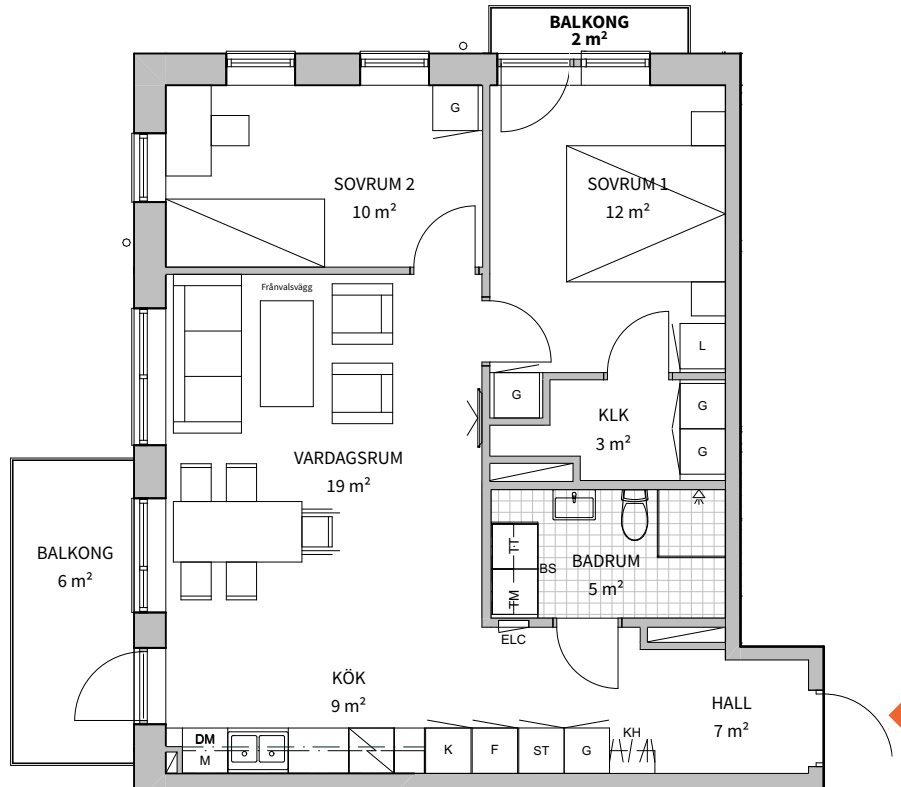 BALKONG
2 m²
G
SOVRUM 2
10 m²
SOVRUM 1
12 m²
Frånvalsvägg
L
G
KLK
3 m²
G
G
VARDAGSRUM
19 m²
BALKONG
6 m²
TT
BS
TM
BADRUM
5 m²
ELC
KÖK
9 m²
HALL
7 m²
DM
M
K
F
ST
G
KH